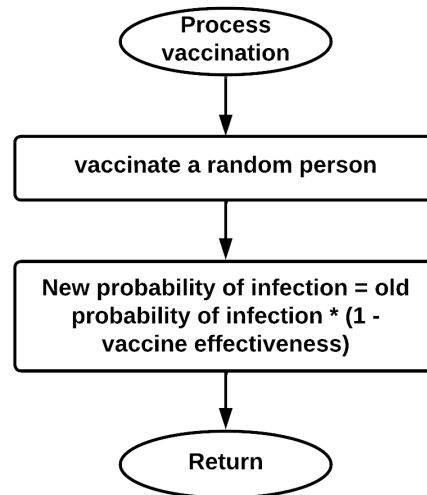 Process
vaccination
vaccinate a random person
New probability of infection = old
probability of infection * (1 -
vaccine effectiveness)
Return